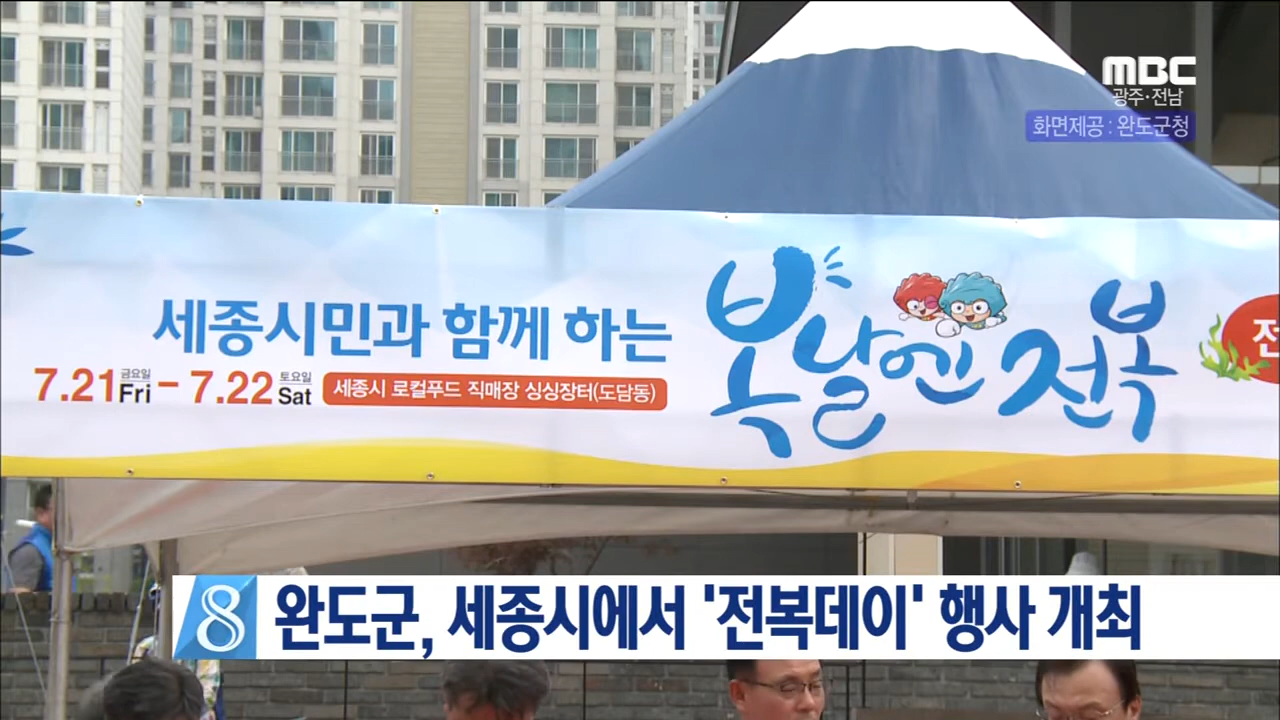 MBC
광주·전남
화면제공 : 완도군청
세종시민과 함께 하는
복날엔 전복
7.21 금요일 Fri - 7.22 토요일 Sat
세종시 로컬푸드 직매장 싱싱장터(도담동)
전
8 완도군, 세종시에서 '전복데이' 행사 개최